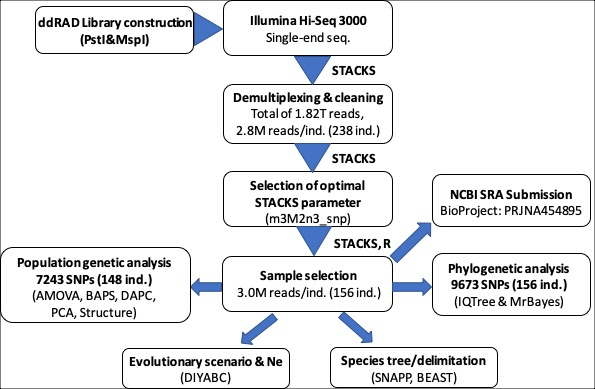 ddRAD Library construction
(PstI&MspI)
Illumina Hi-Seq 3000
Single-end seq.
STACKS
Demultiplexing & cleaning
Total of 1.82T reads,
2.8M reads/ind. (238 ind.)
STACKS
Selection of optimal
STACKS parameter
(m3M2n3_snp)
NCBI SRA Submission
BioProject: PRJNA454895
STACKS, R
Population genetic analysis
7243 SNPs (148 ind.)
(AMOVA, BAPS, DAPC,
PCA, Structure)
Sample selection
3.0M reads/ind. (156 ind.)
Phylogenetic analysis
9673 SNPs (156 ind.)
(IQTree & MrBayes)
Evolutionary scenario & Ne
(DIYABC)
Species tree/delimitation
(SNAPP, BEAST)